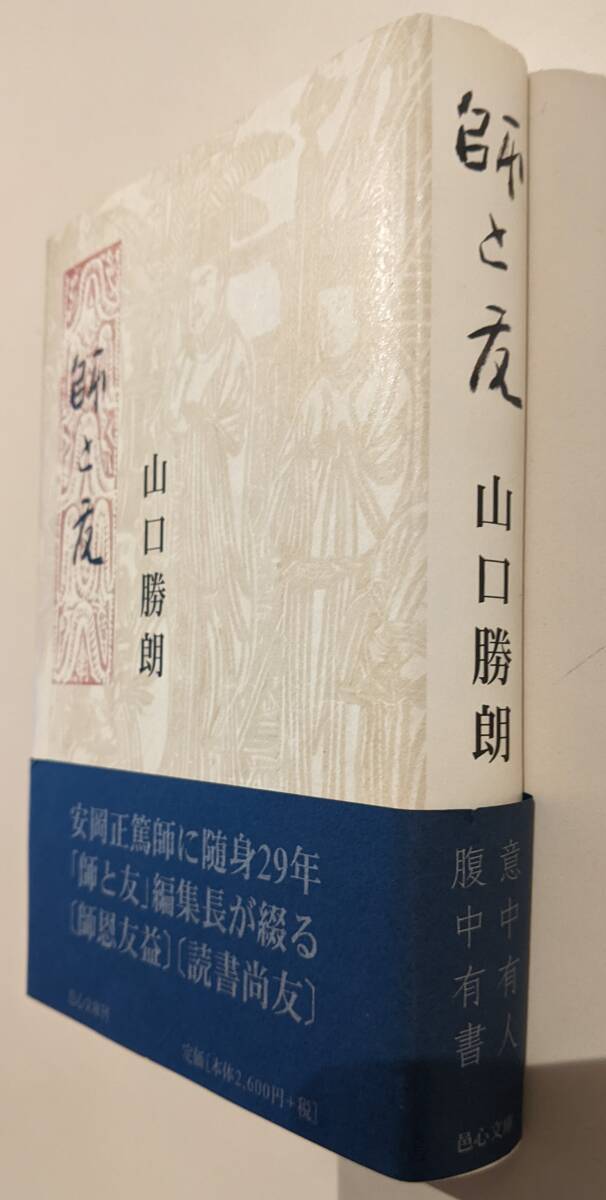 師と友
山口勝朗
安岡正篤師に随身29年
「師と友」編集長が綴る
〔師恩友益〕〔読書尚友〕
邑心文庫刊
定価[本体2,600円+税]
師と友
山口勝朗
意中有人
腹中有書
邑心文庫